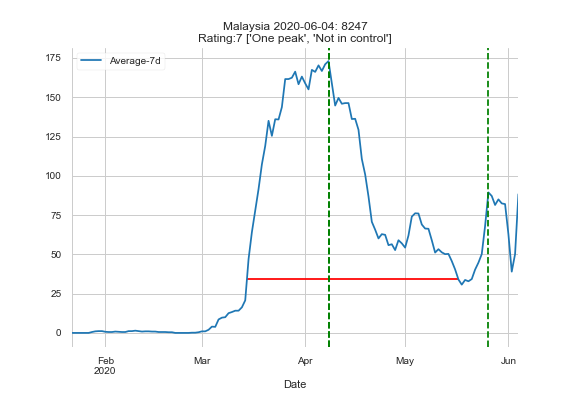 Malaysia 2020-06-04: 8247
Rating:7 ['One peak', 'Not in control']
Average-7d
175
150
125
100
75
50
25
0
Feb
2020
Mar
Apr
May
Jun
Date